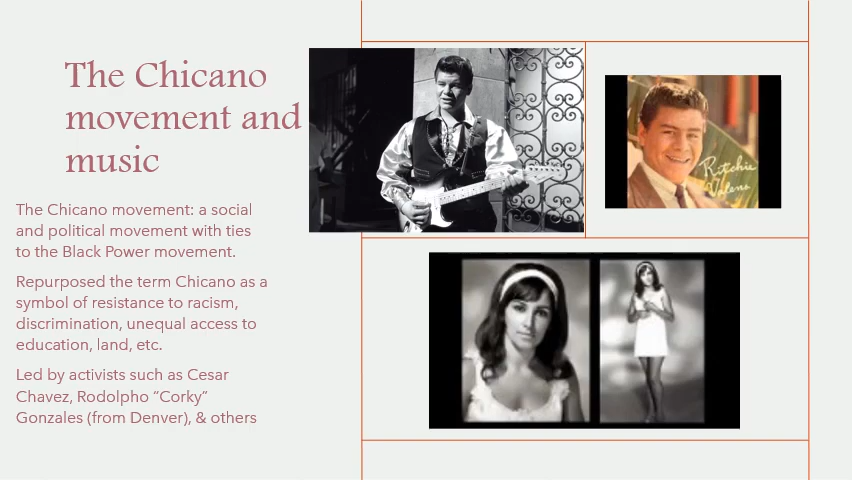 The Chicano
movement and
music
The Chicano movement: a social
and political movement with ties
to the Black Power movement.
Repurposed the term Chicano as a
symbol of resistance to racism,
discrimination, unequal access to
education, land, etc.
Led by activists such as Cesar
Chavez, Rodolpho “Corky”
Gonzales (from Denver), & others
Ritchie
Valens